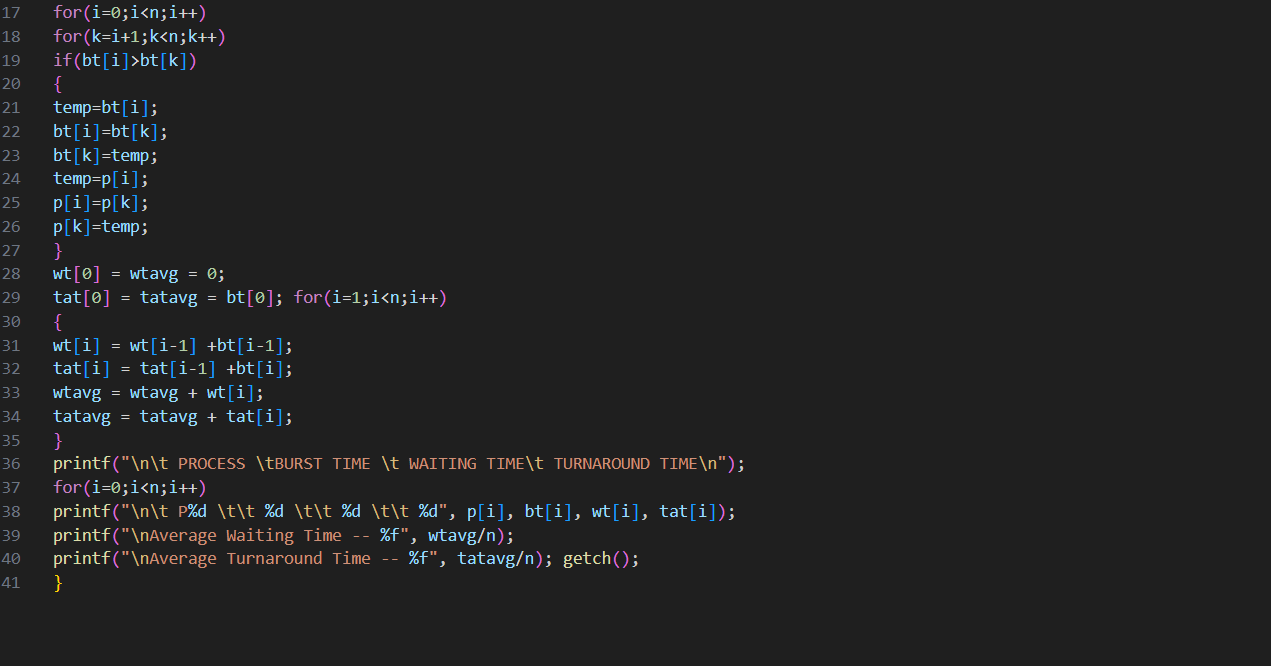 17 for(i=0;i<n;i++)
18 for(k=i+1;k<n;k++)
19 if(bt[i]>bt[k])
20 {
21 temp=bt[i];
22 bt[i]=bt[k];
23 bt[k]=temp;
24 temp=p[i];
25 p[i]=p[k];
26 p[k]=temp;
27 }
28 wt[0] = wtavg = 0;
29 tat[0] = tatavg = bt[0]; for(i=1;i<n;i++)
30 {
31 wt[i] = wt[i-1] +bt[i-1];
32 tat[i] = tat[i-1] +bt[i];
33 wtavg = wtavg + wt[i];
34 tatavg = tatavg + tat[i];
35 }
36 printf("\n\t PROCESS \tBURST TIME \t WAITING TIME\t TURNAROUND TIME\n");
37 for(i=0;i<n;i++)
38 printf("\n\t P%d \t\t %d \t\t %d \t\t %d", p[i], bt[i], wt[i], tat[i]);
39 printf("\nAverage Waiting Time -- %f", wtavg/n);
40 printf("\nAverage Turnaround Time -- %f", tatavg/n); getch();
41 }